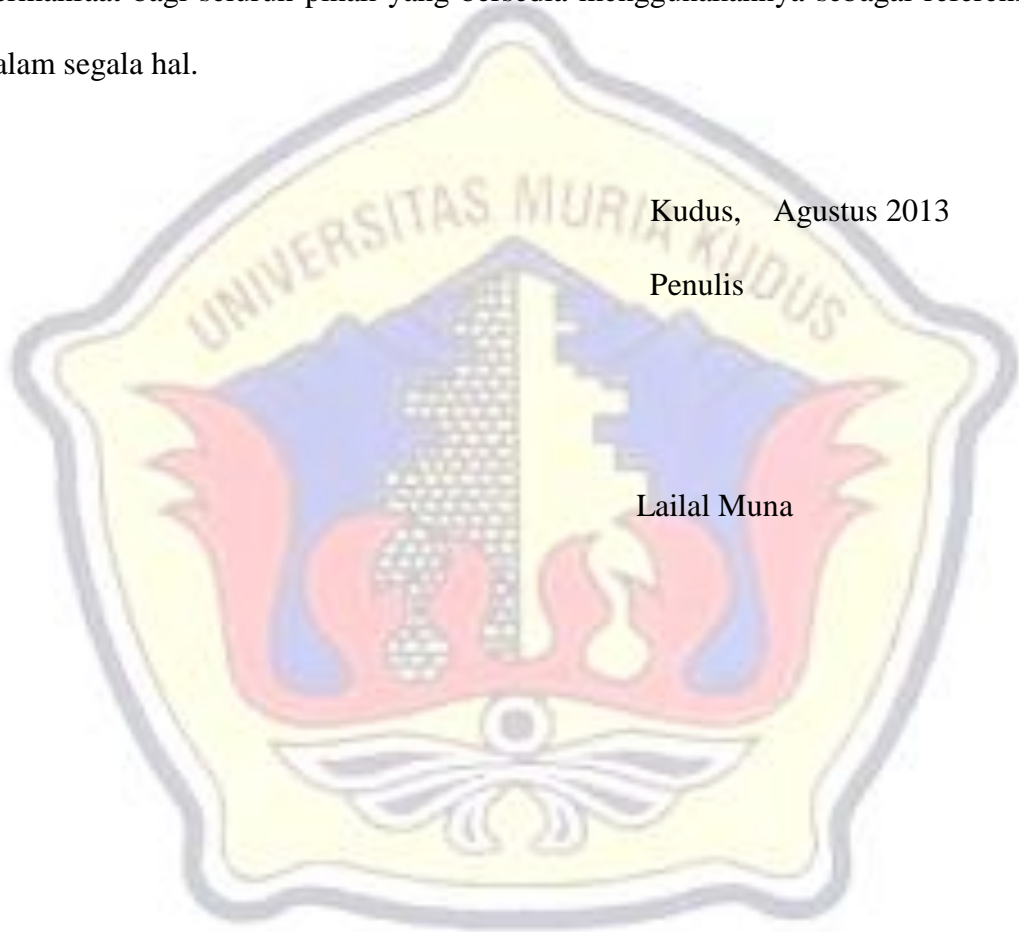 alam segala hal.
UNIVERSITAS MURIA KUDUS
Kudus, Agustus 2013
Penulis
Lailal Muna